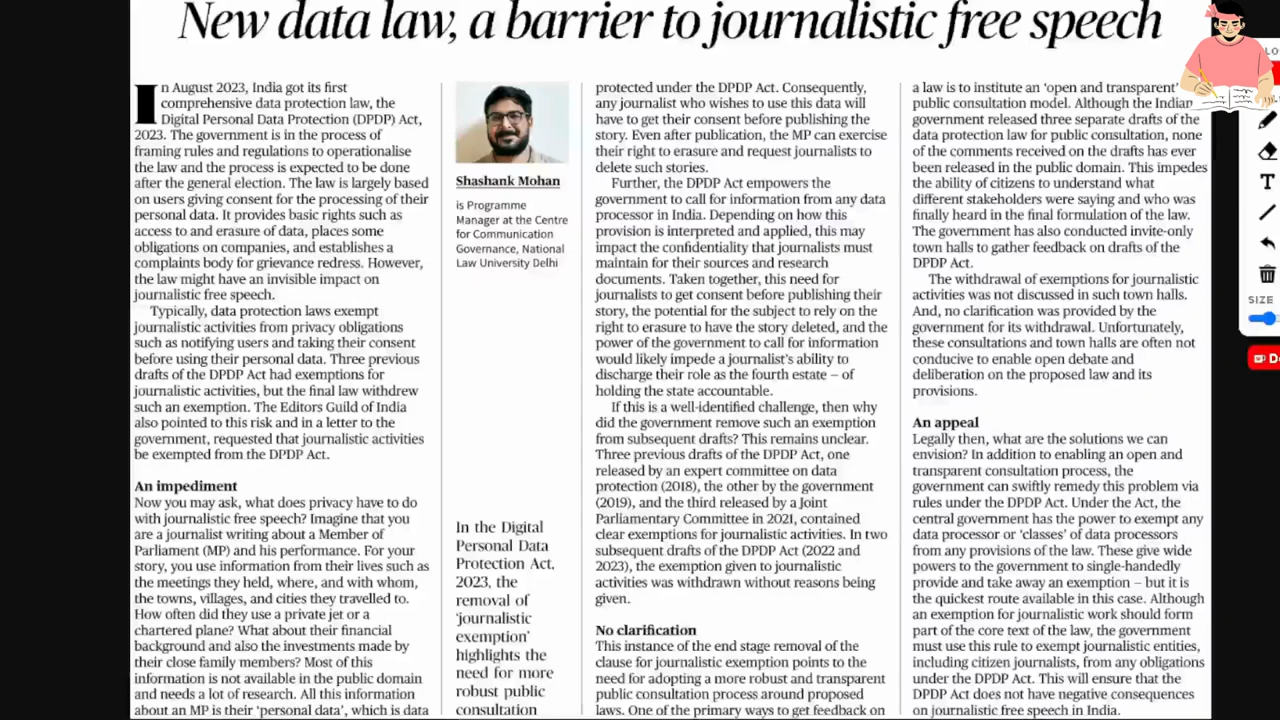 New data law, a barrier to journalistic free speech
In August 2023, India got its first
comprehensive data protection law, the
Digital Personal Data Protection (DPDP) Act,
2023. The government is in the process of
framing rules and regulations to operationalise
the law and the process is expected to be done
after the general election. The law is largely based
on users giving consent for the processing of their
personal data. It provides basic rights such as
access to and erasure of data, places some
obligations on companies, and establishes a
complaints body for grievance redress. However,
the law might have an invisible impact on
journalistic free speech.
Typically, data protection laws exempt
journalistic activities from privacy obligations
such as notifying users and taking their consent
before using their personal data. Three previous
drafts of the DPDP Act had exemptions for
journalistic activities, but the final law withdrew
such an exemption. The Editors Guild of India
also pointed to this risk and in a letter to the
government, requested that journalistic activities
be exempted from the DPDP Act.
An impediment
Now you may ask, what does privacy have to do
with journalistic free speech? Imagine that you
are a journalist writing about a Member of
Parliament (MP) and his performance. For your
story, you use information from their lives such as
the meetings they held, where, and with whom,
the towns, villages, and cities they travelled to.
How often did they use a private jet or a
chartered plane? What about their financial
background and also the investments made by
their close family members? Most of this
information is not available in the public domain
and needs a lot of research. All this information
about an MP is their ‘personal data’, which is data
Shashank Mohan
is Programme
Manager at the Centre
for Communication
Governance, National
Law University Delhi
In the Digital
Personal Data
Protection Act,
2023, the
removal of
‘journalistic
exemption’
highlights the
need for more
robust public
consultation
protected under the DPDP Act. Consequently,
any journalist who wishes to use this data will
have to get their consent before publishing the
story. Even after publication, the MP can exercise
their right to erasure and request journalists to
delete such stories.
Further, the DPDP Act empowers the
government to call for information from any data
processor in India. Depending on how this
provision is interpreted and applied, this may
impact the confidentiality that journalists must
maintain for their sources and research
documents. Taken together, this need for
journalists to get consent before publishing their
story, the potential for the subject to rely on the
right to erasure to have the story deleted, and the
power of the government to call for information
would likely impede a journalist’s ability to
discharge their role as the fourth estate – of
holding the state accountable.
If this is a well-identified challenge, then why
did the government remove such an exemption
from subsequent drafts? This remains unclear.
Three previous drafts of the DPDP Act, one
released by an expert committee on data
protection (2018), the other by the government
(2019), and the third released by a Joint
Parliamentary Committee in 2021, contained
clear exemptions for journalistic activities. In two
subsequent drafts of the DPDP Act (2022 and
2023), the exemption given to journalistic
activities was withdrawn without reasons being
given.
No clarification
This instance of the end stage removal of the
clause for journalistic exemption points to the
need for adopting a more robust and transparent
public consultation process around proposed
laws. One of the primary ways to get feedback on
a law is to institute an ‘open and transparent’
public consultation model. Although the Indian
government released three separate drafts of the
data protection law for public consultation, none
of the comments received on the drafts has ever
been released in the public domain. This impedes
the ability of citizens to understand what
different stakeholders were saying and who was
finally heard in the final formulation of the law.
The government has also conducted invite-only
town halls to gather feedback on drafts of the
DPDP Act.
The withdrawal of exemptions for journalistic
activities was not discussed in such town halls.
And, no clarification was provided by the
government for its withdrawal. Unfortunately,
these consultations and town halls are often not
conducive to enable open debate and
deliberation on the proposed law and its
provisions.
An appeal
Legally then, what are the solutions we can
envision? In addition to enabling an open and
transparent consultation process, the
government can swiftly remedy this problem via
rules under the DPDP Act. Under the Act, the
central government has the power to exempt any
data processor or ‘classes’ of data processors
from any provisions of the law. These give wide
powers to the government to single-handedly
provide and take away an exemption – but it is
the quickest route available in this case. Although
an exemption for journalistic work should form
part of the core text of the law, the government
must use this rule to exempt journalistic entities,
including citizen journalists, from any obligations
under the DPDP Act. This will ensure that the
DPDP Act does not have negative consequences
on journalistic free speech in India.
T
SIZE